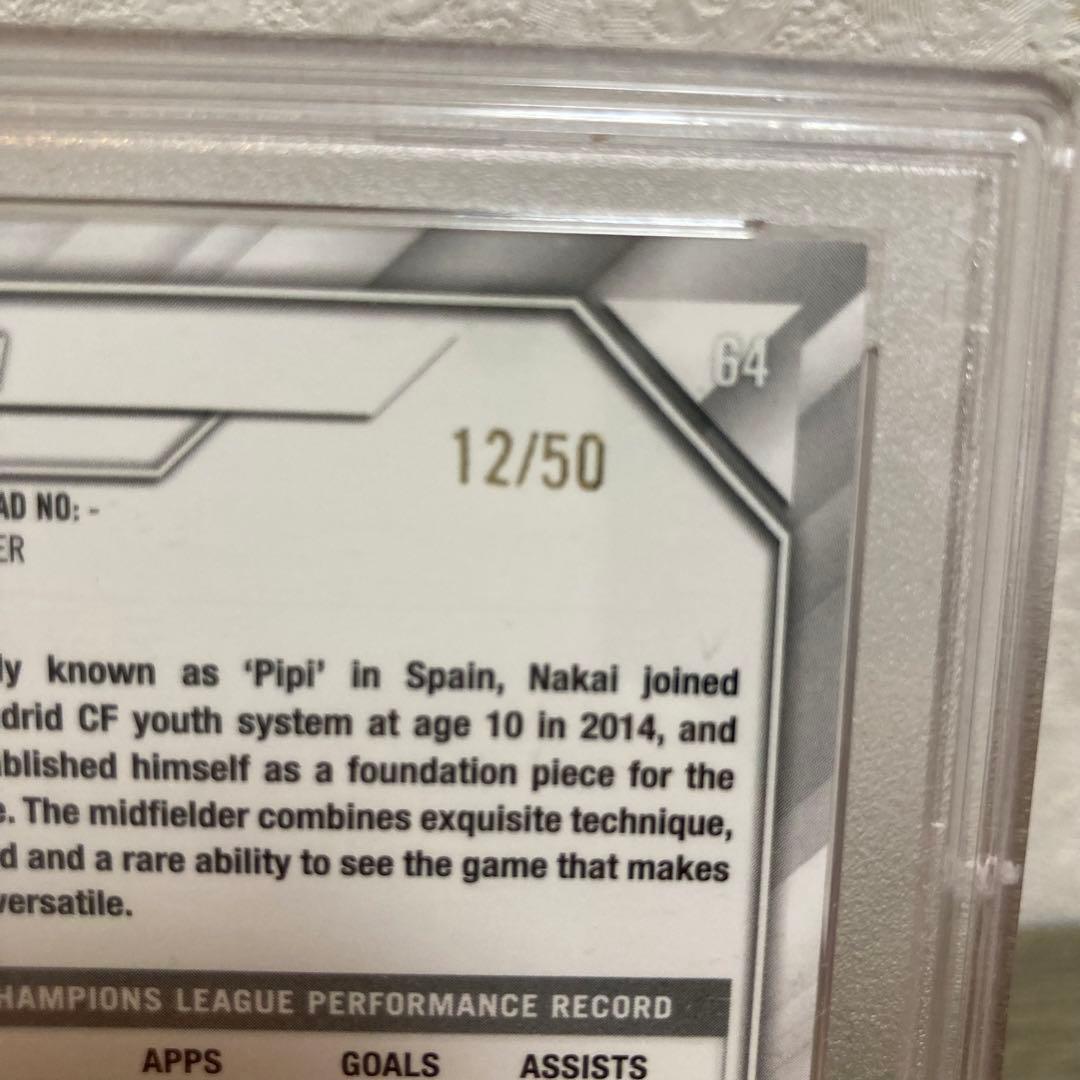 64
12/50
AD NO: -
ER
ly known as ‘Pipi’ in Spain, Nakai joined
drid CF youth system at age 10 in 2014, and
blished himself as a foundation piece for the
e. The midfielder combines exquisite technique,
d and a rare ability to see the game that makes
versatile.
HAMPIONS LEAGUE PERFORMANCE RECORD
APPS GOALS ASSISTS